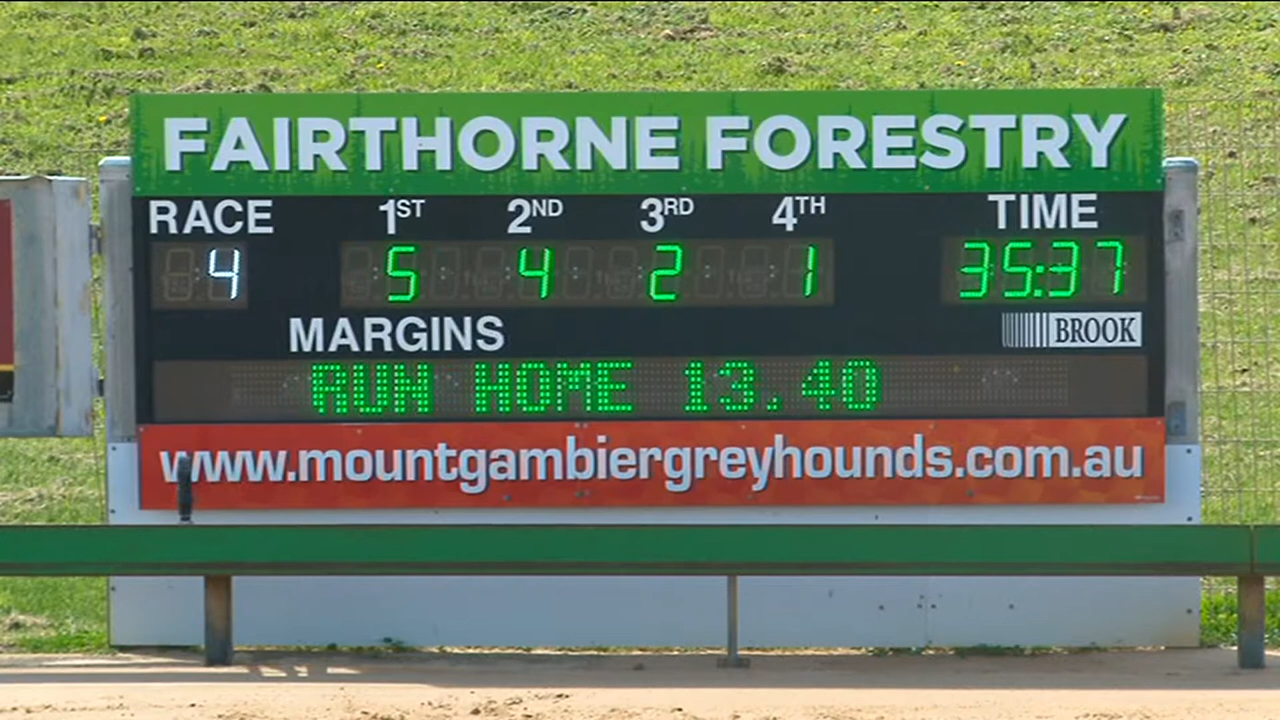 FAIRTHORNE FORESTRY
RACE 1ST 2ND 3RD 4TH TIME
4 5 4 2 1 35:37
MARGINS
BROOK
RUN HOME 13.40
www.mountgambiergreyhounds.com.au